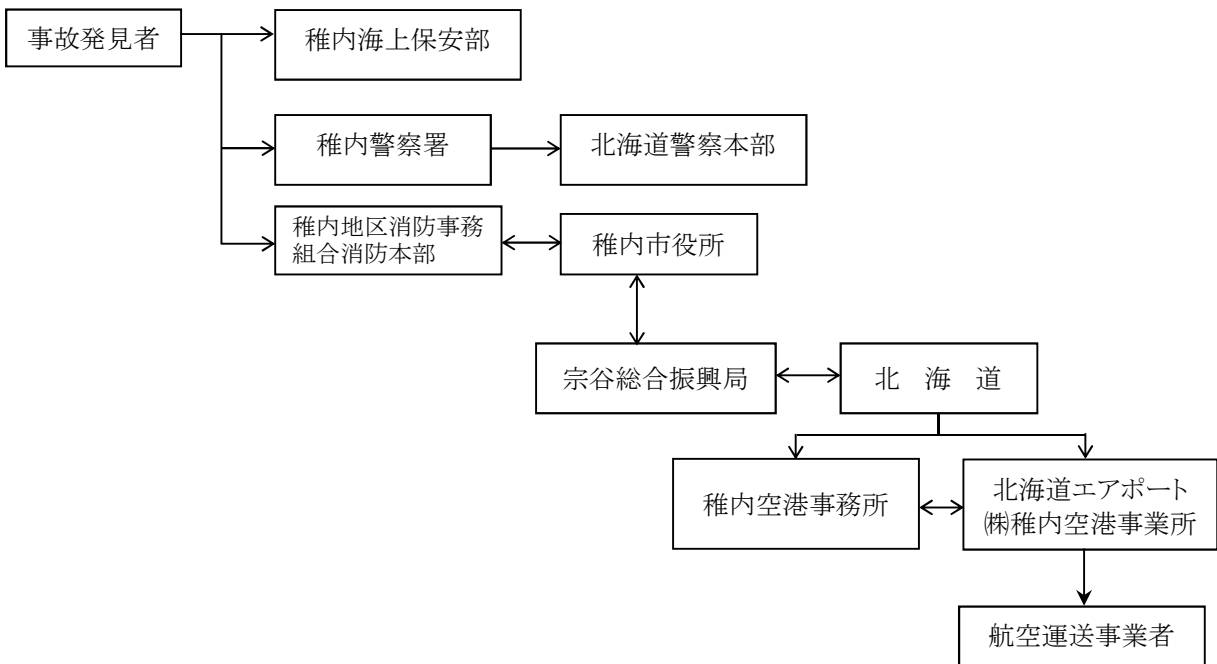 事故発見者
稚内海上保安部
稚内警察署
北海道警察本部
稚内地区消防事務
組合消防本部
稚内市役所
宗谷総合振興局
北　海　道
稚内空港事務所
北海道エアポート
㈱稚内空港事業所
航空運送事業者